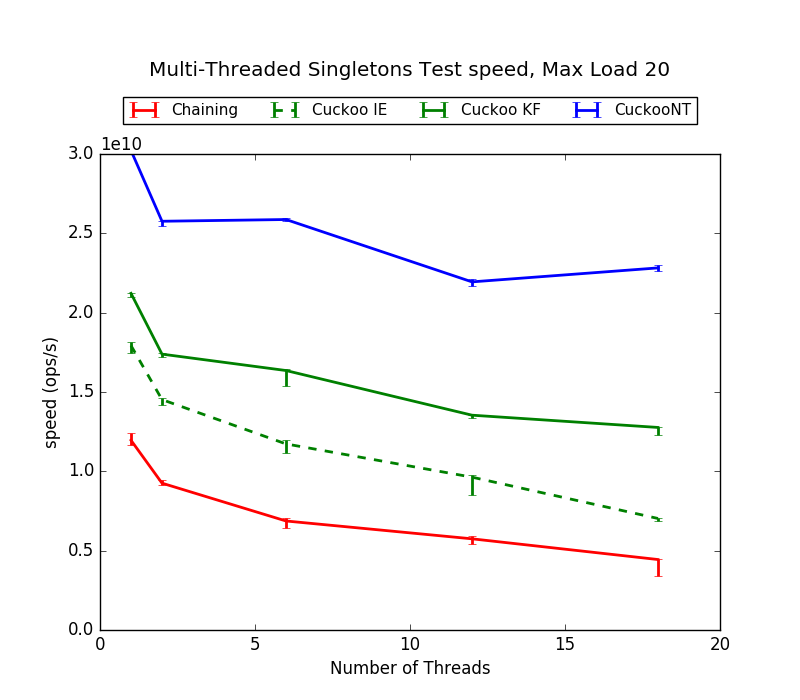 Multi-Threaded Singletons Test speed, Max Load 20
Chaining Cuckoo IE Cuckoo KF CuckooNT
1e10
3.0
2.5
2.0
1.5
1.0
0.5
0.0
speed (ops/s)
0 5 10 15 20
Number of Threads